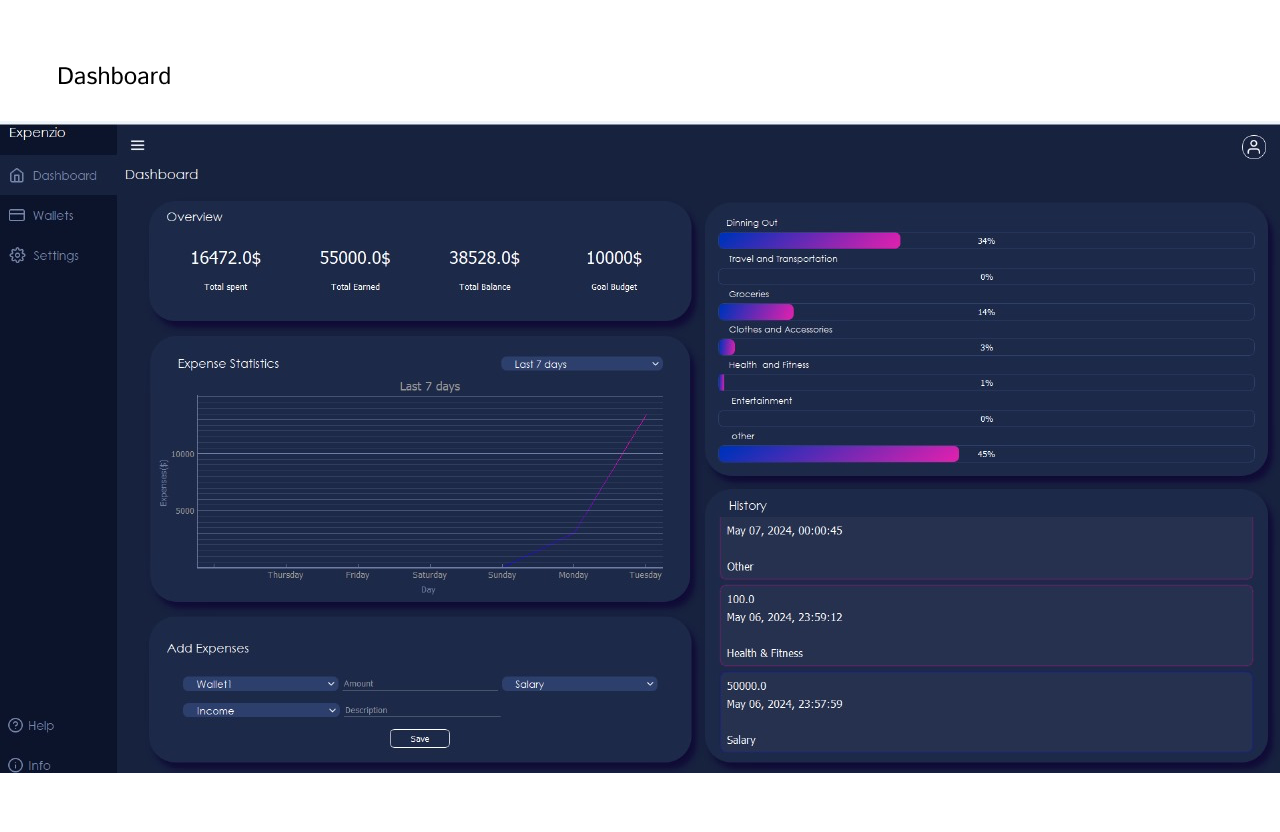 Dashboard
Expenzio
Dashboard
Wallets
Settings
Help
Info
Dashboard
Overview
16472.0$ 55000.0$ 38528.0$ 10000$
Total spent Total Earned Total Balance Goal Budget
Expense Statistics Last 7 days
Last 7 days
10000
5000
Expenses($)
Thursday Friday Saturday Sunday Monday Tuesday
Day
Add Expenses
Wallet1 Amount Salary
Income Description
Save
Dinning Out
34%
Travel and Transportation
0%
Groceries
14%
Clothes and Accessories
3%
Health and Fitness
1%
Entertainment
0%
other
45%
History
May 07, 2024, 00:00:45
Other
100.0
May 06, 2024, 23:59:12
Health & Fitness
50000.0
May 06, 2024, 23:57:59
Salary